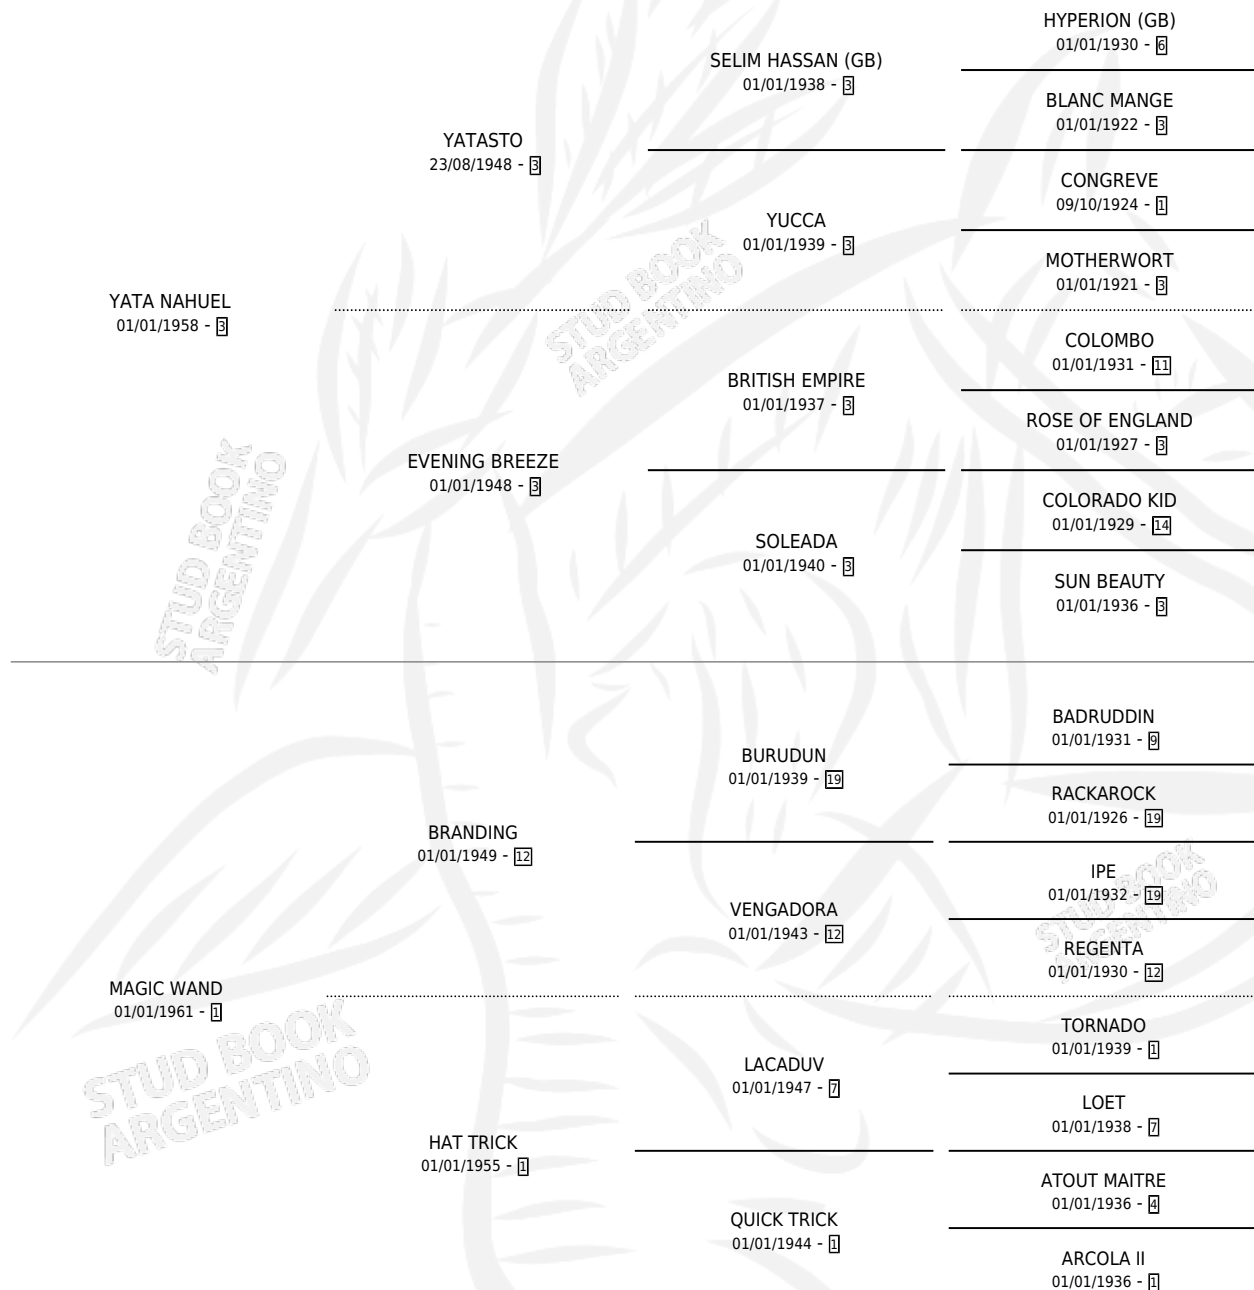 HYPERION (GB)
01/01/1930 - 6
SELIM HASSAN (GB)
01/01/1938 - 3
BLANC MANGE
01/01/1922 - 3
YATASTO
23/08/1948 - 3
CONGREVE
09/10/1924 - 1
YUCCA
01/01/1939 - 3
MOTHERWORT
01/01/1921 - 3
YATA NAHUEL
01/01/1958 - 3
STUD BOOK
ARGENTINO
COLOMBO
01/01/1931 - 11
BRITISH EMPIRE
01/01/1937 - 3
ROSE OF ENGLAND
01/01/1927 - 3
EVENING BREEZE
01/01/1948 - 3
COLORADO KID
01/01/1929 - 14
SOLEADA
01/01/1940 - 3
SUN BEAUTY
01/01/1936 - 3
STUD BOOK
ARGENTINO
BADRUDDIN
01/01/1931 - 9
BURUDUN
01/01/1939 - 19
RACKAROCK
01/01/1926 - 19
BRANDING
01/01/1949 - 12
IPE
01/01/1932 - 19
VENGADORA
01/01/1943 - 12
REGENTA
01/01/1930 - 12
STUD BOOK
ARGENTINO
MAGIC WAND
01/01/1961 - 1
TORNADO
01/01/1939 - 1
LACADUV
01/01/1947 - 7
LOET
01/01/1938 - 7
STUD BOOK
ARGENTINO
HAT TRICK
01/01/1955 - 1
ATOUT MAITRE
01/01/1936 - 4
QUICK TRICK
01/01/1944 - 1
ARCOLA II
01/01/1936 - 1